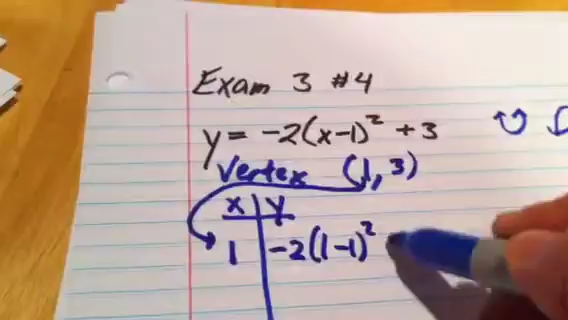 Exam 3 #4
y = -2(x-1)² + 3
Vertex (1, 3)
x y
1 -2(1-1)²